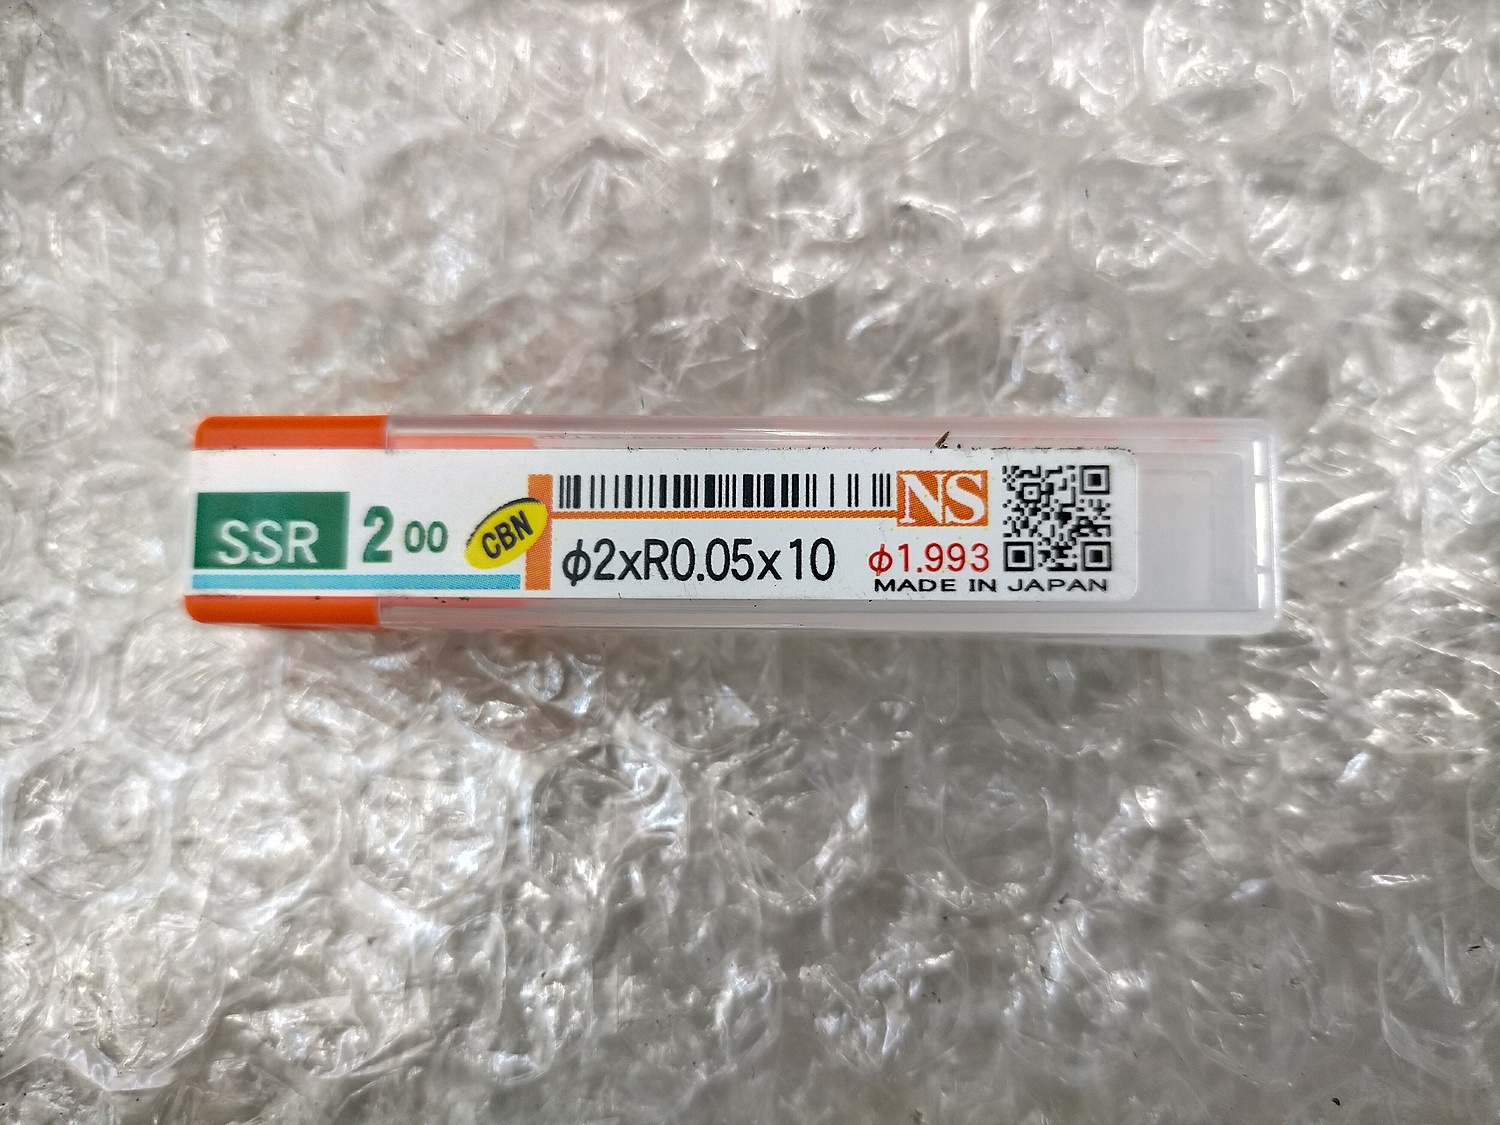 SSR 2 00 CBN
NS
ϕ2xR0.05x10 ϕ1.993
MADE IN JAPAN